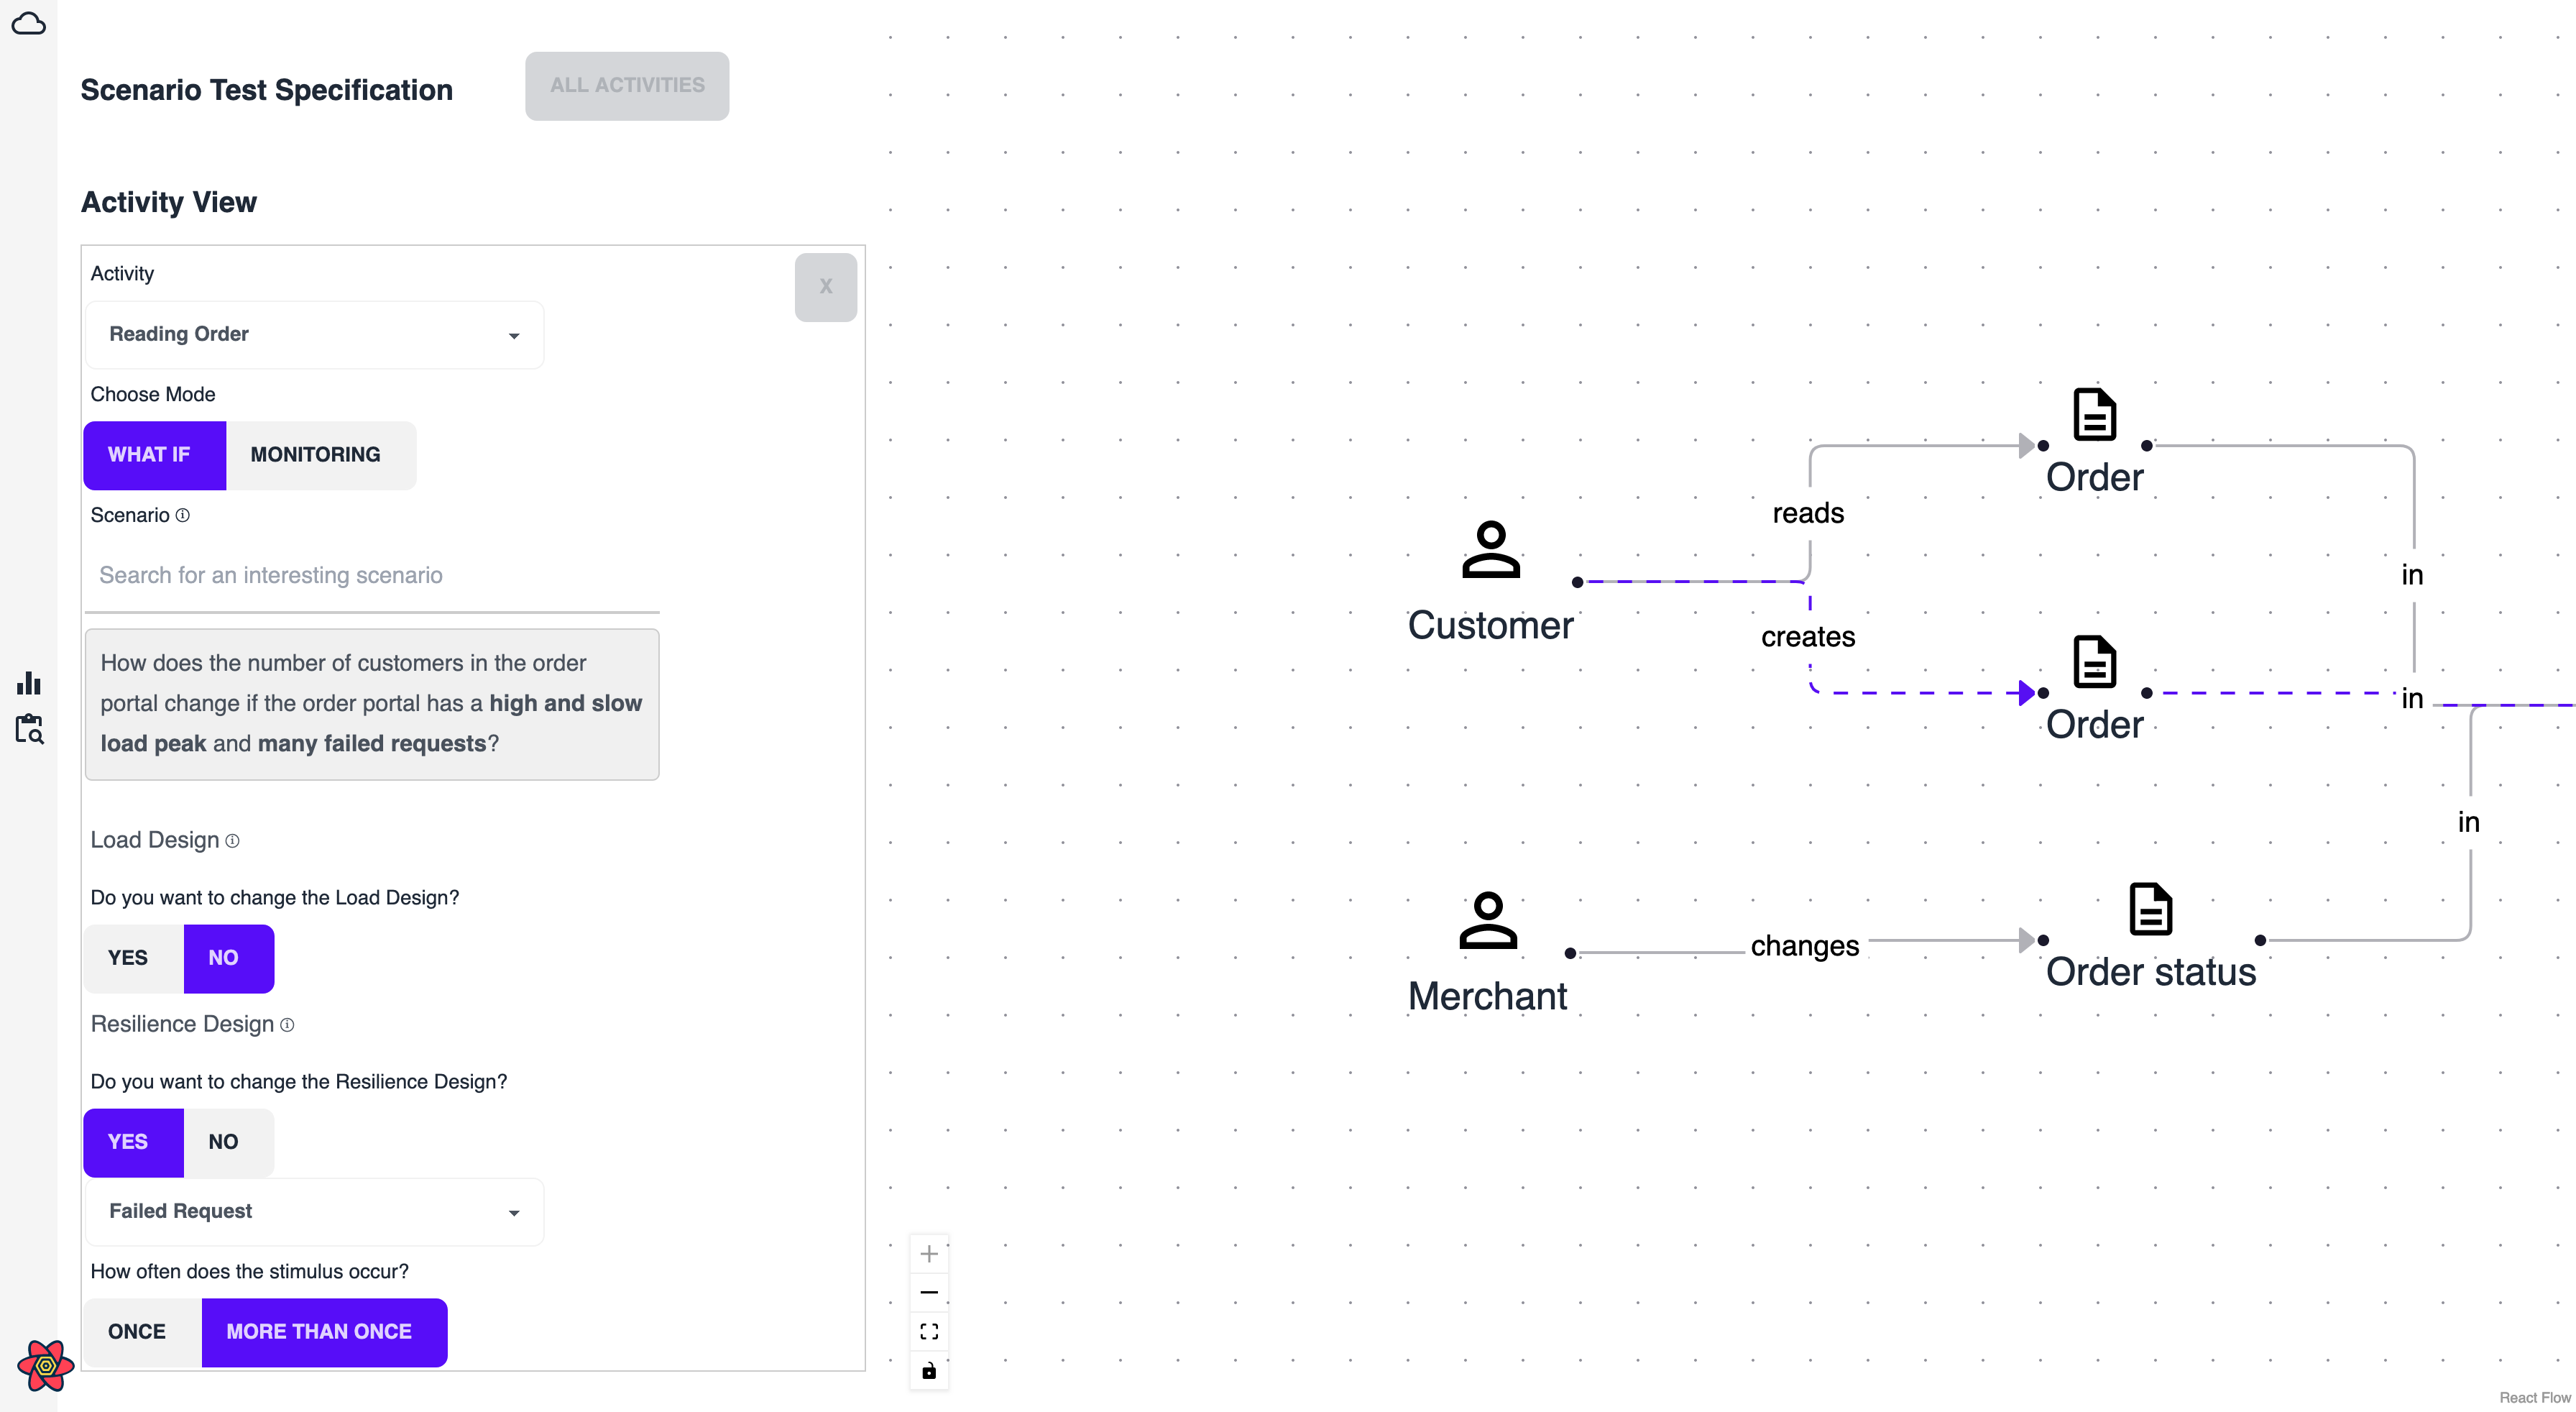 Scenario Test Specification
ALL ACTIVITIES
Activity View
Activity
X
Reading Order
Choose Mode
WHAT IF
MONITORING
Scenario
Search for an interesting scenario
How does the number of customers in the order
portal change if the order portal has a high and slow
load peak and many failed requests?
Load Design
Do you want to change the Load Design?
YES
NO
Resilience Design
Do you want to change the Resilience Design?
YES
NO
Failed Request
How often does the stimulus occur?
ONCE
MORE THAN ONCE
Order
reads
in
Customer
creates
in
Order
in
changes
Order status
Merchant
React Flow